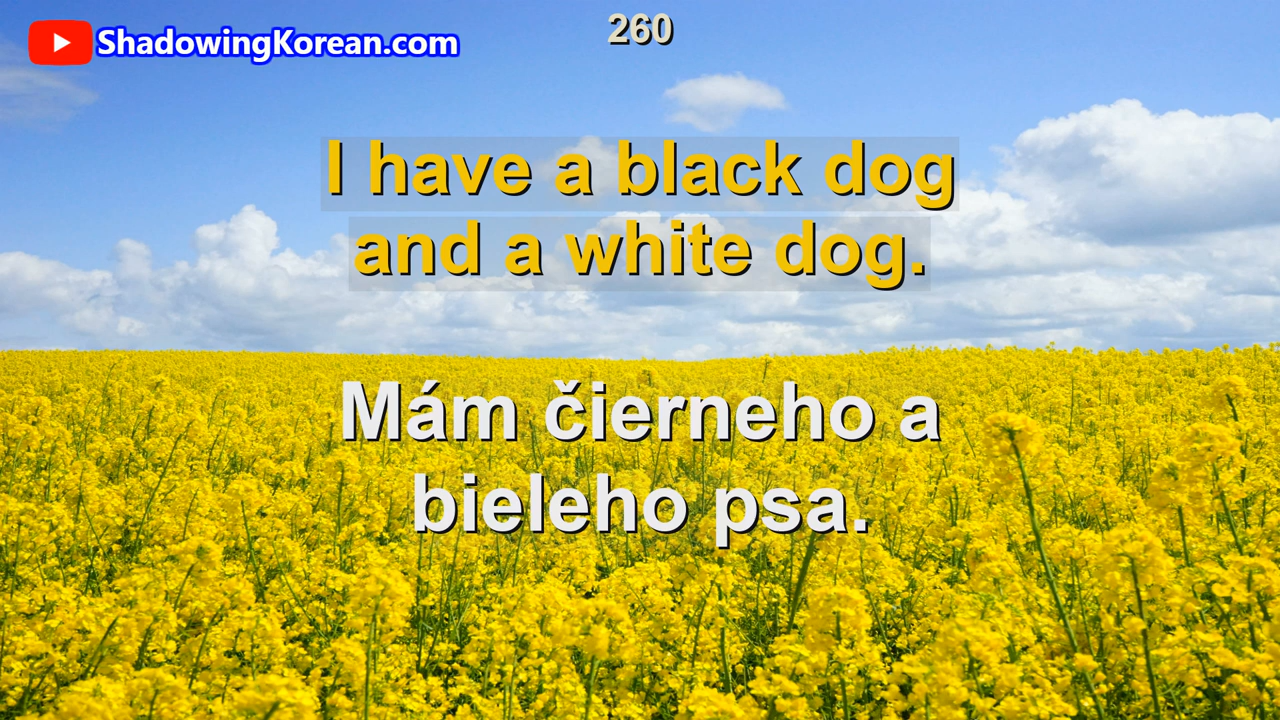 ShadowingKorean.com
260
I have a black dog
and a white dog.
Mám čierneho a
bieleho psa.